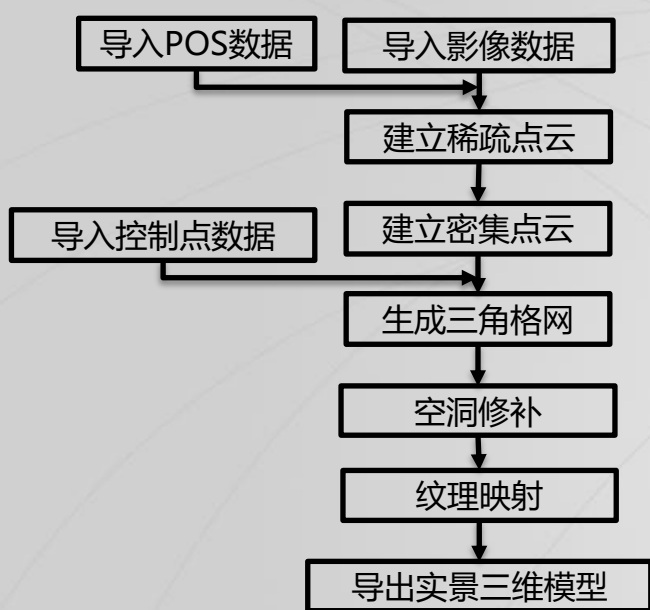 导入POS数据
导入影像数据
建立稀疏点云
导入控制点数据
建立密集点云
生成三角格网
空洞修补
纹理映射
导出实景三维模型